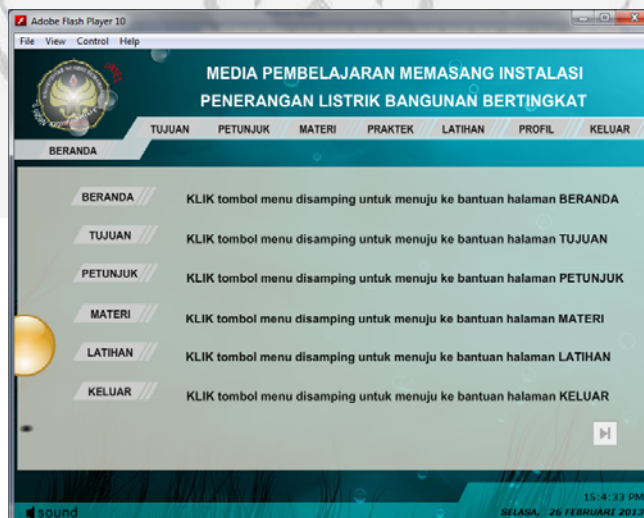 Adobe Flash Player 10
File View Control Help
MEDIA PEMBELAJARAN MEMASANG INSTALASI
PENERANGAN LISTRIK BANGUNAN BERTINGKAT
TUJUAN PETUNJUK MATERI PRAKTEK LATIHAN PROFIL KELUAR
BERANDA
BERANDA KLIK tombol menu disamping untuk menuju ke bantuan halaman BERANDA
TUJUAN KLIK tombol menu disamping untuk menuju ke bantuan halaman TUJUAN
PETUNJUK KLIK tombol menu disamping untuk menuju ke bantuan halaman PETUNJUK
MATERI KLIK tombol menu disamping untuk menuju ke bantuan halaman MATERI
LATIHAN KLIK tombol menu disamping untuk menuju ke bantuan halaman LATIHAN
KELUAR KLIK tombol menu disamping untuk menuju ke bantuan halaman KELUAR
15:4:33 PM
sound SELASA, 26 FEBRUARI 2013